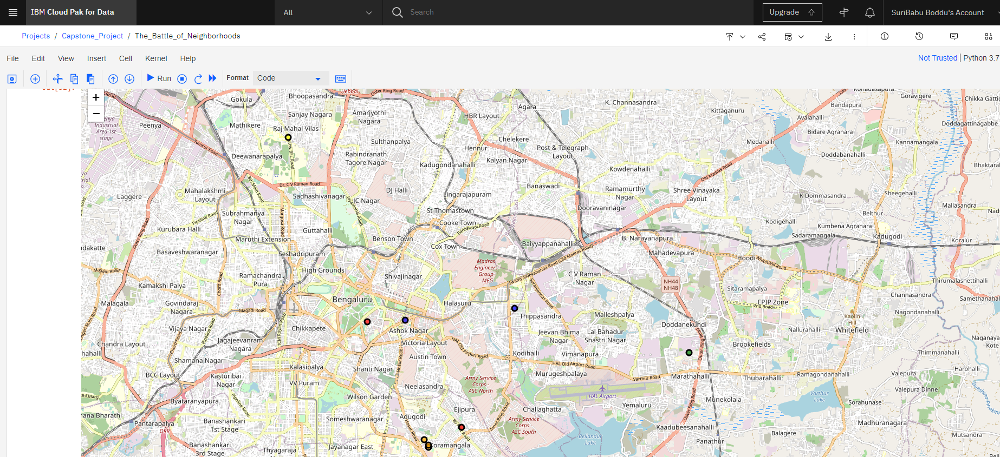 IBM Cloud Pak for Data
All
Search
Upgrade
SuriBabu Boddu's Account
Projects / Capstone_Project / The_Battle_of_Neighborhoods
File Edit View Insert Cell Kernel Help
Not Trusted | Python 3.7
Run
Format
Code
+
−
Road
Gokula
Bhoopasandra
Hebbal
Outer Ring Road
Agara
K. Channasandra
Old
Goravigere
Bandapura
Chikka Gattig
Kittaganuru
Avalahalli
Doddagattinagabbe
Sanjay Nagara
Amarjyothi
Nagara
HBR Layout
Peenya
Industrial
Area-1st
stage
Peenya
Mathikere
Raj Mahal Vilas
Bidare Agrahara
Kannamangala
Medahalli
Sulthanpalya
Chelekere
Hennur
Post & Telegraph
Layout
Tumkur Road
New BEL Road
Deewanarapalya
Rabindranath
Tagore Nagar
Kalyan Nagar
Doddabanahalli
Bhaktaral
Kadugondanahalli
Kowdenahalli
Old Madras Road
8th Main Road
Dr. C V Raman Road
Banaswadi
Mahalakshmi
Layout
Laggere
Sadhashivanagar
DJ Halli
JC Nagar
Lingarajapuram
Ramamurthy
Nagar
Shree Vinayaka
Layout
K Dommasandra
Sheegehalli
Mallasandra
Jayamahal Road
Subrahmanya
Nagar
Margosa Road
St Thomastown
Dooravaninagar
Belthur
Pipeline Road
Cooke Town
Banaswadi Road
Kodigehalli
Kumbena Agrahara
Kurubara Halli
Guttahalli
Outer Ring Road
Maruthi Extension
Benson Town
B. Narayanapura
Sadaramangala
Kadugodi
Koralur
Cox Town
Baiyyappanahalli
Basaveshwaranagar
Seshadripuram
Mahadevapura
Hoodi
Whitefield Road
Madras
Engineers
Group
- MEG
Magadi Road
High Grounds
Shivajinagar
Ramachandra
Pura
Chord Road
Swamy Vivekananda Road (Old Madras Road)
C V Raman
Nagar
NH44
NH48
Thirumalashettihalli
Kamakshi Palya
Suranjandas Road
Sitaramapalya
Channasandra
Bengaluru
Halasuru
EPIP Zone
2nd Road
Samethanahal
Malagala
Govindaraj
Nagara
Magadi Road
Thippasandra
Malleshpalya
Kaolin
Hill
Nagondanahalli
Doddanekundi
Vijaya Nagar
Pipeline Road
Chikkapete
TCM Royan Road
Ashok Nagar
Jeevan Bhima
Nagar
Lal Bahadur
Shastri Nagar
Nallurahalli
Whitefield
Chandra Layout
Jagajeevanram
Nagara
Victoria Layout
HAL Old Airport Road
Outer Ring Road
Brookefields
Naganaya
Kote
Shamana Nagar
Austin Town
Kodihalli
Vimanapura
Thimmanahalli
Hosur Road
HAL Old Airport Road
Kalasipalya
Shanti Nagar
BCC Layout
Kasturibai
Nagar
VV Puram
Murugeshpalaya
Varthur Road
Marathahalli
Thubarahalli
Ramagondanahalli
Valepura
Harohalli
Army Service
Corps -
ASC North
Neelasandra
Valepura Dinne
Dokshina Pinakini
HAL Airport
Wilson Garden
Varthur
Lake
Byataranyapura
Pipeline Road
Munekolala
Sorahunase
Yemaluru
Ejipura
Challaghatta
Outer Ring Road
Pantarapalya
ORR
Banashankari
1st Stage
Someshwaranagar
Adugodi
Hosur Road
Inner Ring Road
Army Service
Corps -
ASC South
Madhuranagara
Kaadubeesanahalli
Balagere
Mutsandra
Bellandur
Lake
Panathur
Koramangala
Jayanagar East
Thyagaraja
Banashankari
3rd Stage